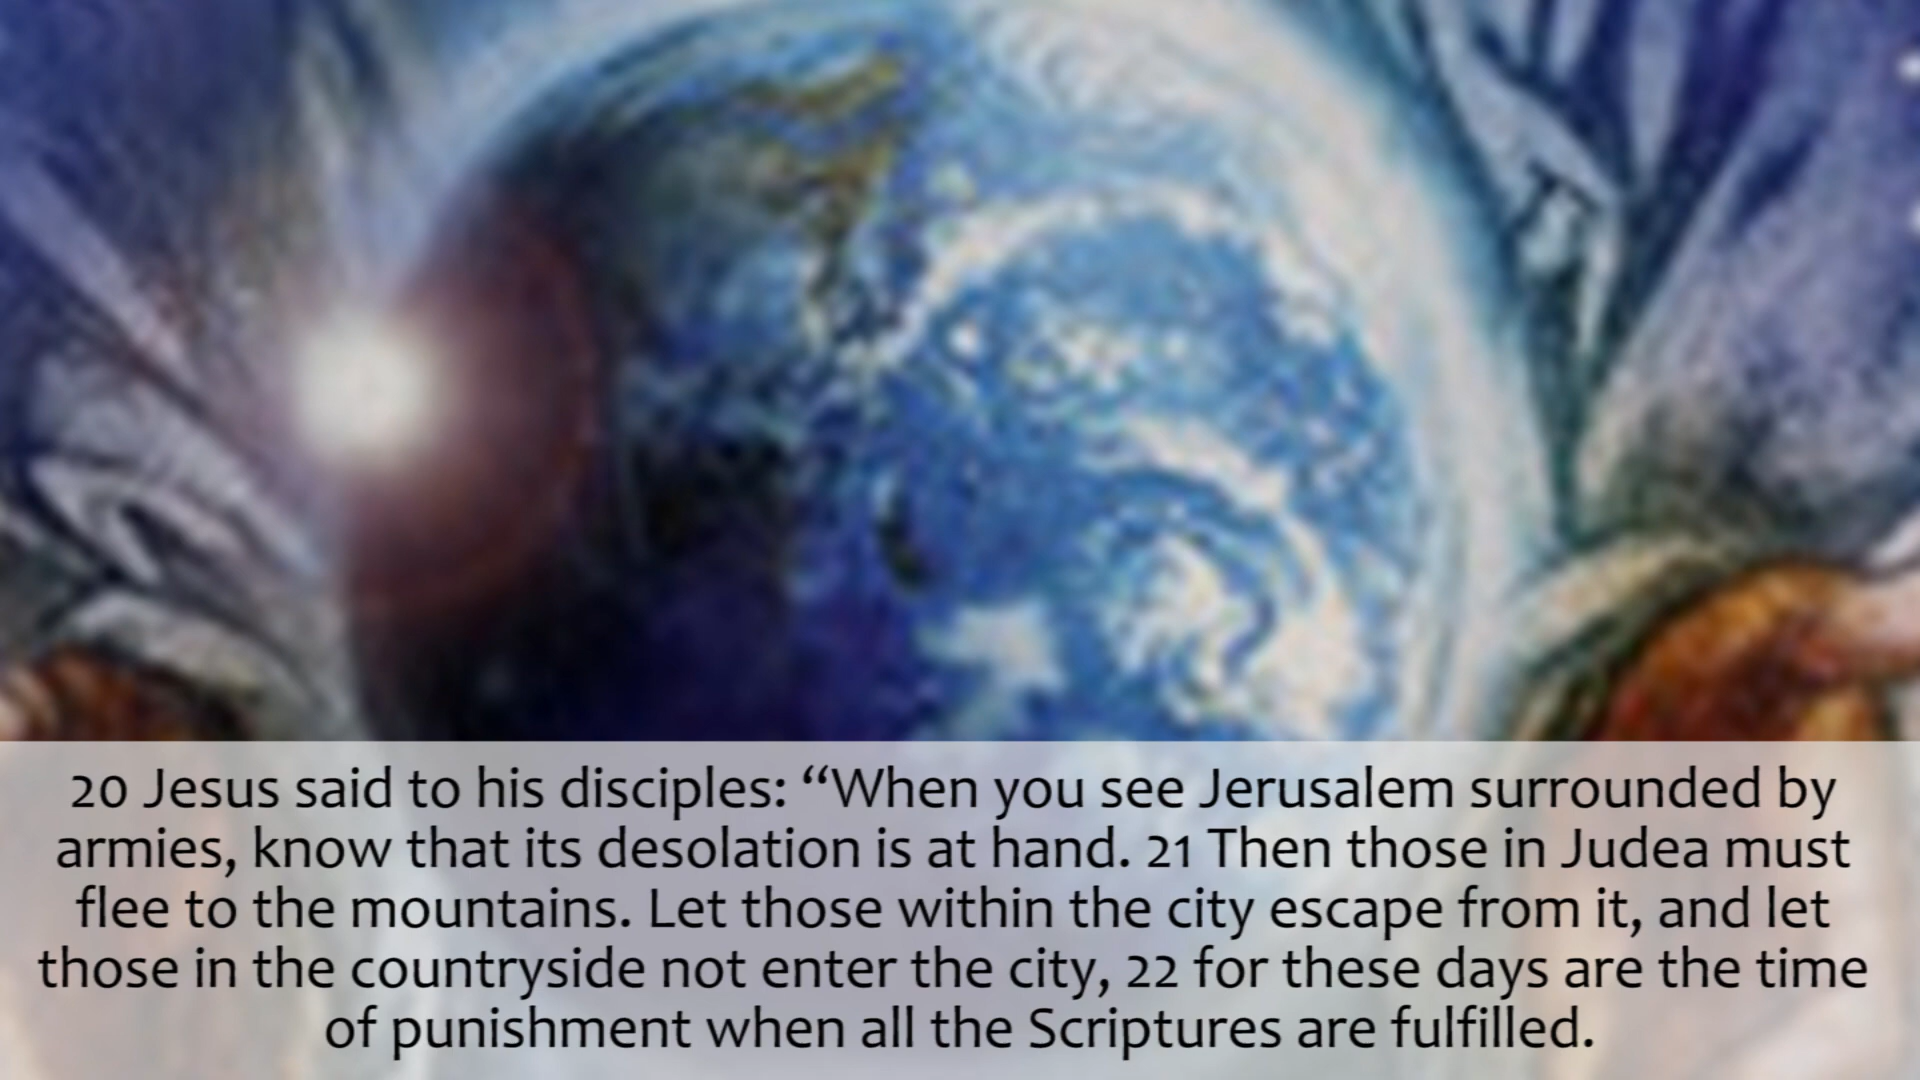 20 Jesus said to his disciples: “When you see Jerusalem surrounded by
armies, know that its desolation is at hand. 21 Then those in Judea must
flee to the mountains. Let those within the city escape from it, and let
those in the countryside not enter the city, 22 for these days are the time
of punishment when all the Scriptures are fulfilled.